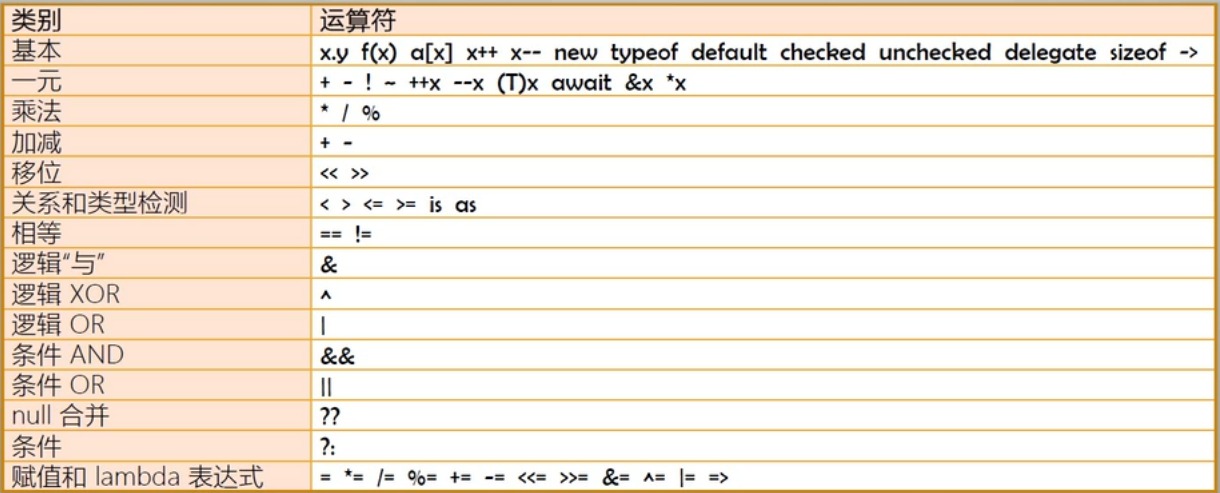 类别 运算符
基本 x.y f(x) a[x] x++ x-- new typeof default checked unchecked delegate sizeof ->
一元 + - ! ~ ++x --x (T)x await &x *x
乘法 * / %
加减 + -
移位 << >>
关系和类型检测 < > <= >= is as
相等 == !=
逻辑“与” &
逻辑 XOR ^
逻辑 OR |
条件 AND &&
条件 OR ||
null 合并 ??
条件 ?:
赋值和 lambda 表达式 = *= /= %= += -= <<= >>= &= ^= |= =>